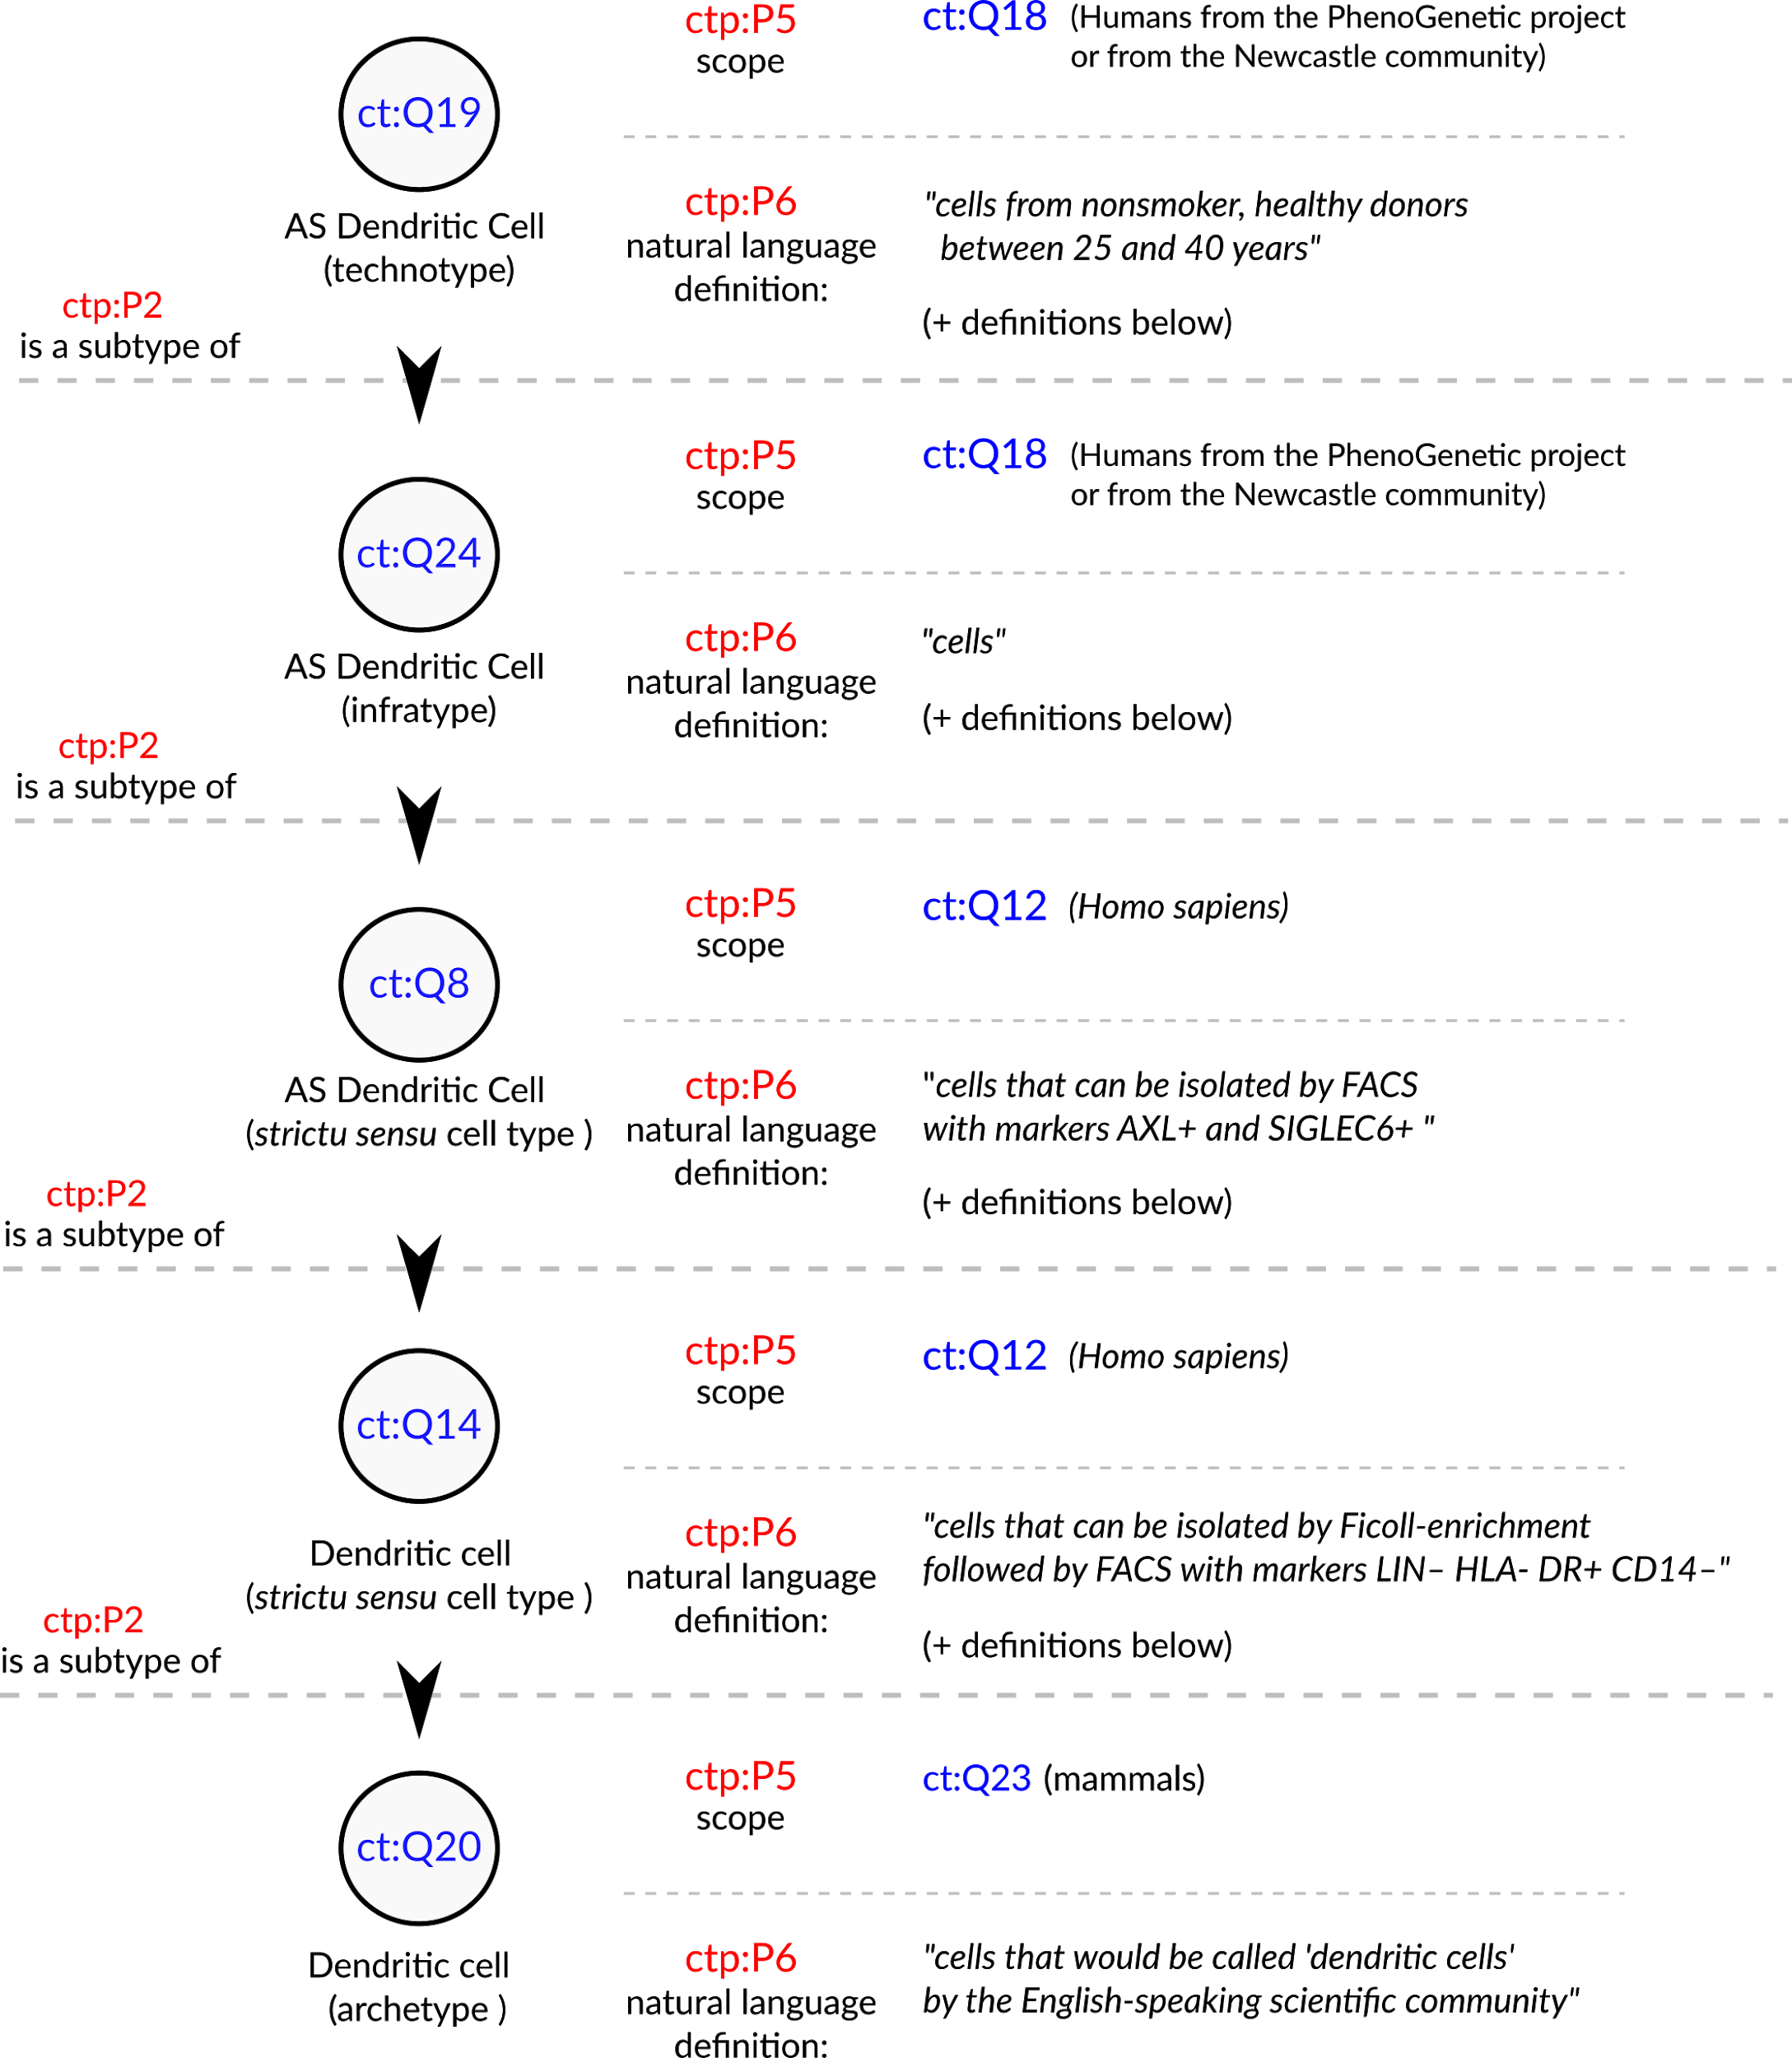 ctp:P5
scope
ct:Q18 (Humans from the PhenoGenetic project
or from the Newcastle community)
ct:Q19
AS Dendritic Cell
(technotype)
ctp:P6
natural language
definition:
"cells from nonsmoker, healthy donors
between 25 and 40 years"
(+ definitions below)
ctp:P2
is a subtype of
ctp:P5
scope
ct:Q18 (Humans from the PhenoGenetic project
or from the Newcastle community)
ct:Q24
AS Dendritic Cell
(infratype)
ctp:P6
natural language
definition:
"cells"
(+ definitions below)
ctp:P2
is a subtype of
ctp:P5
scope
ct:Q12 (Homo sapiens)
ct:Q8
AS Dendritic Cell
(strictu sensu cell type )
ctp:P6
natural language
definition:
"cells that can be isolated by FACS
with markers AXL+ and SIGLEC6+ "
(+ definitions below)
ctp:P2
is a subtype of
ctp:P5
scope
ct:Q12 (Homo sapiens)
ct:Q14
Dendritic cell
(strictu sensu cell type )
ctp:P6
natural language
definition:
"cells that can be isolated by Ficoll-enrichment
followed by FACS with markers LIN– HLA- DR+ CD14–"
(+ definitions below)
ctp:P2
is a subtype of
ctp:P5
scope
ct:Q23 (mammals)
ct:Q20
Dendritic cell
(archetype )
ctp:P6
natural language
definition:
"cells that would be called 'dendritic cells'
by the English-speaking scientific community"